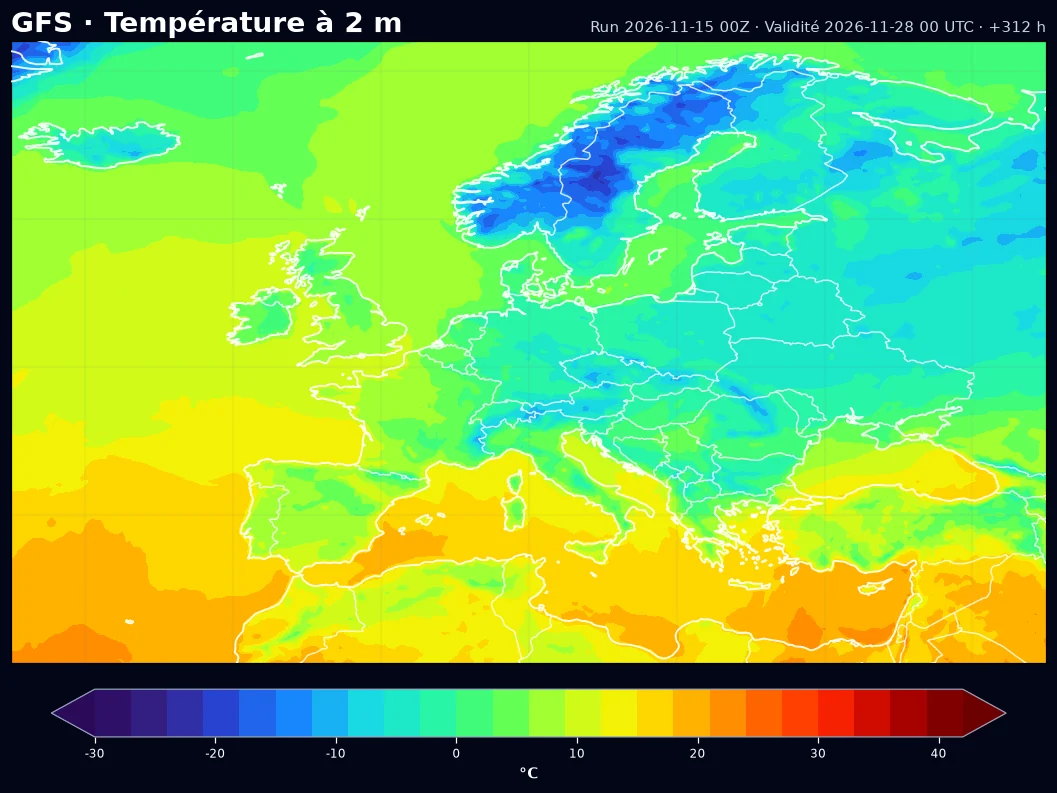 GFS · Température à 2 m
Run 2026-11-15 00Z · Validité 2026-11-28 00 UTC · +312 h
-30 -20 -10 0 10 20 30 40
°C